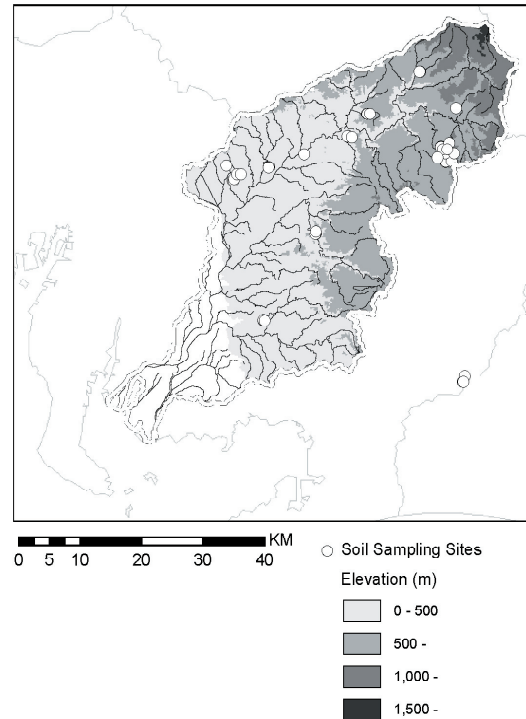 KM
0 5 10 20 30 40
Soil Sampling Sites
Elevation (m)
0 - 500
500 -
1,000 -
1,500 -